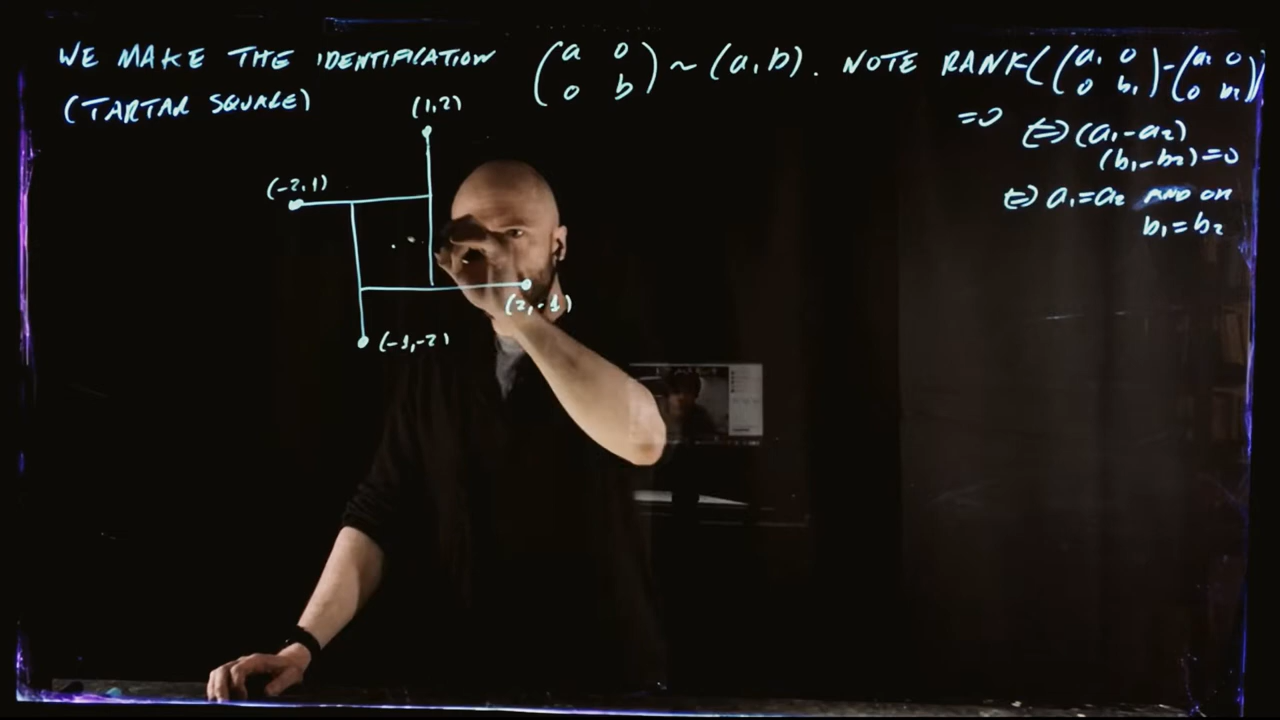 WE MAKE THE IDENTIFICATION (a 0 0 b) ~ (a,b). NOTE RANK((a₁ 0 0 b₁)-(a₂ 0 0 b₂))
(TARTAR SQUARE)
=0 ⇔ (a₁-a₂)
(b₁-b₂)=0
⇔ a₁=a₂ AND OR
b₁=b₂
(1,2)
(-2,1)
(2,-1)
(-1,-2)